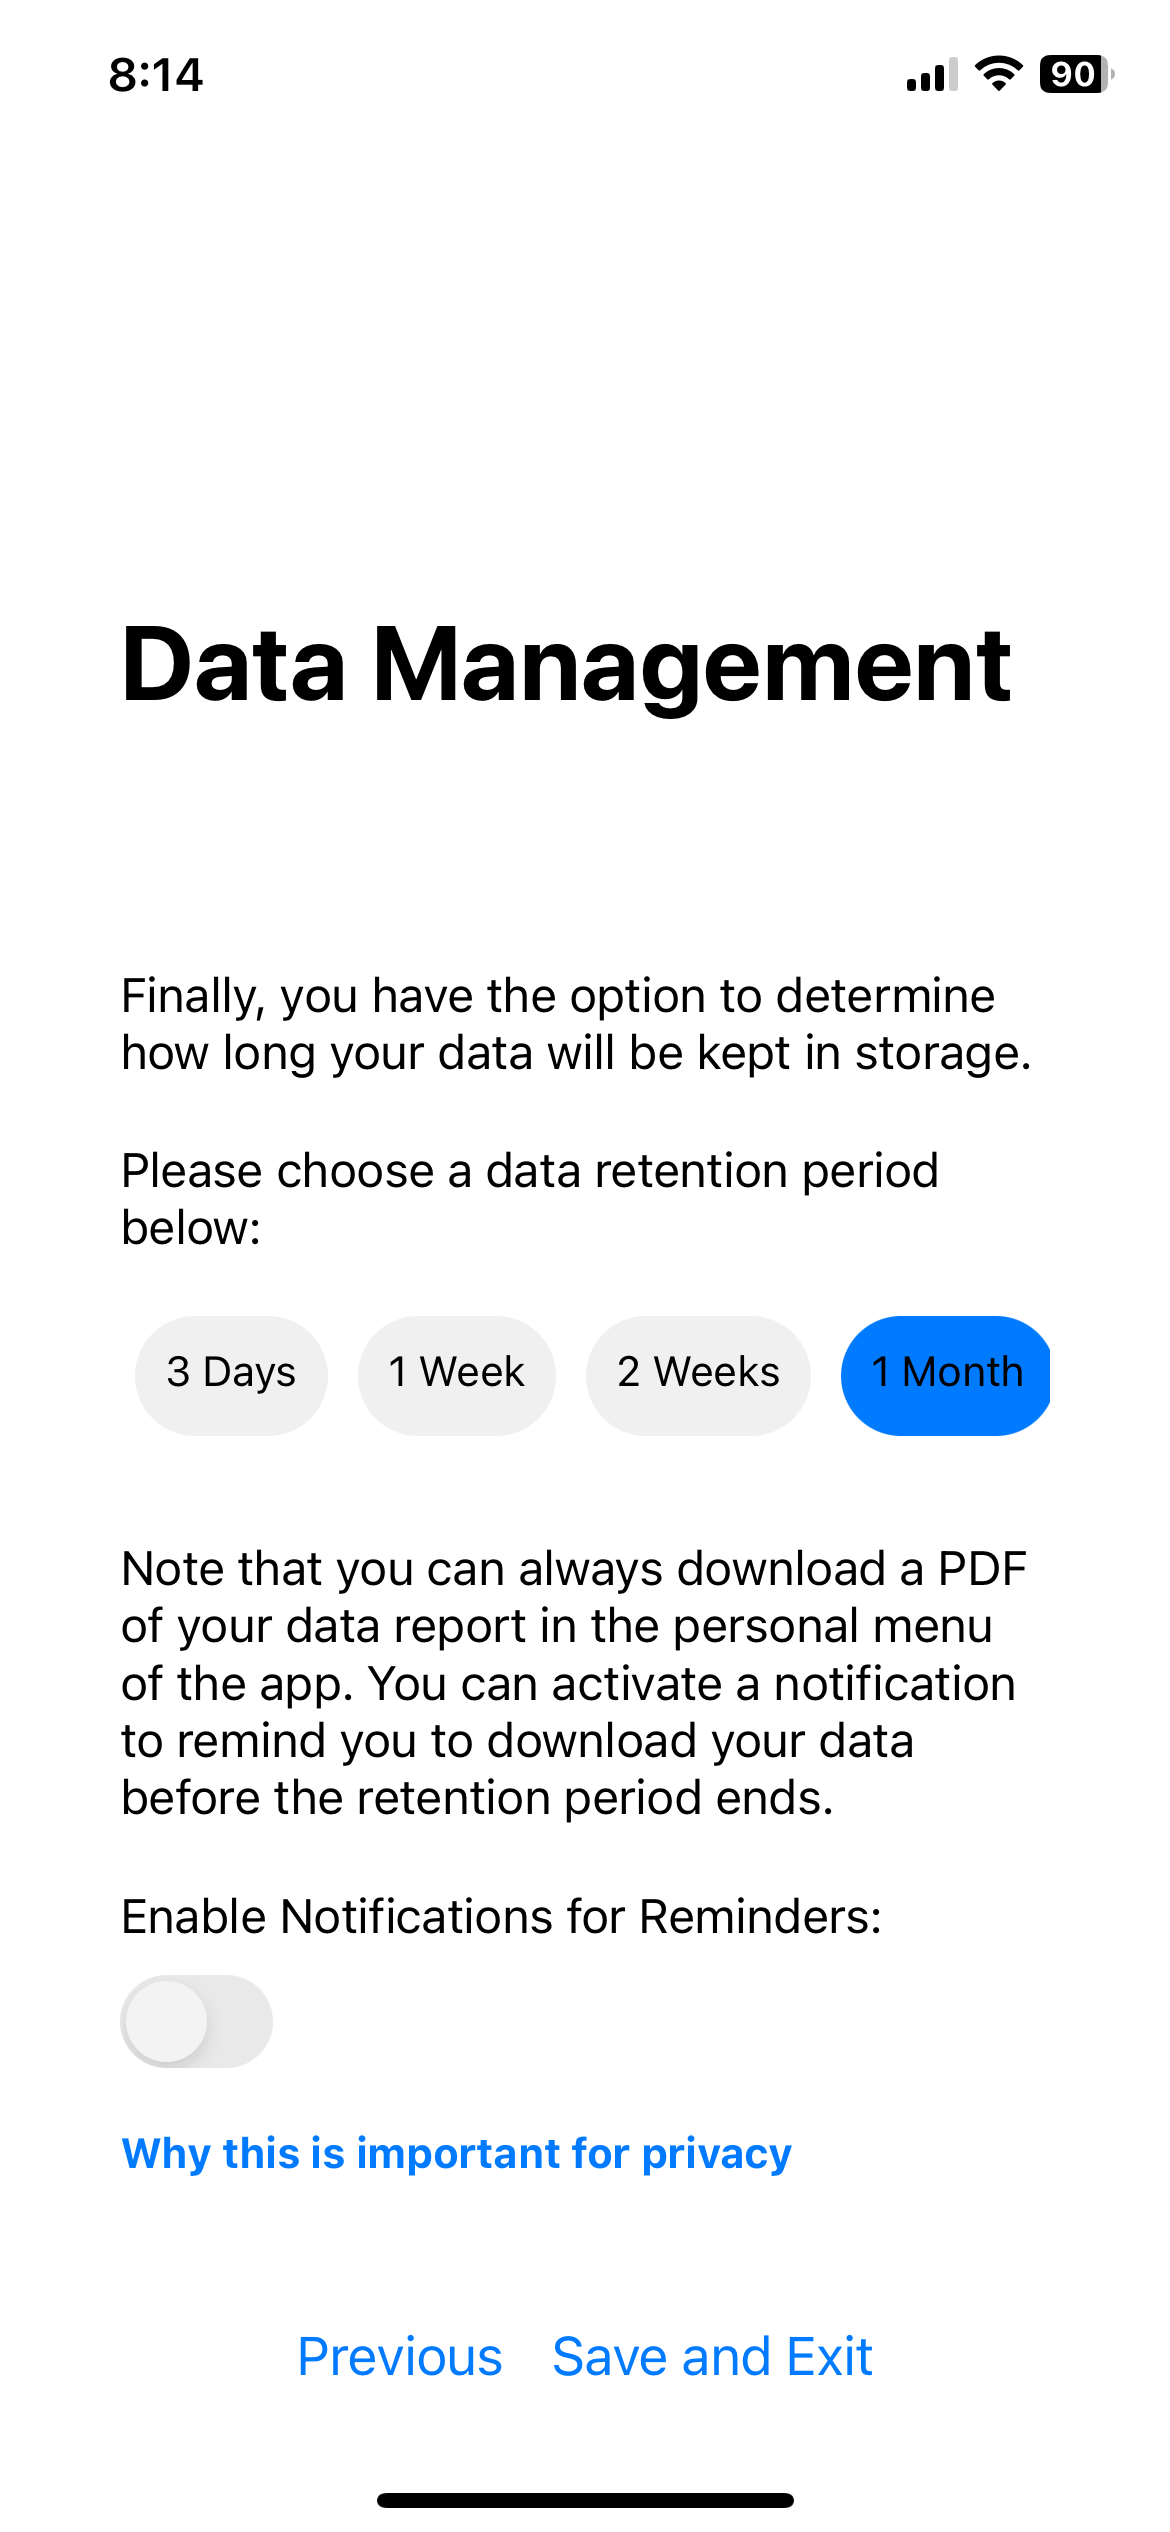 8:14
90
Data Management
Finally, you have the option to determine
how long your data will be kept in storage.
Please choose a data retention period
below:
3 Days
1 Week
2 Weeks
1 Month
Note that you can always download a PDF
of your data report in the personal menu
of the app. You can activate a notification
to remind you to download your data
before the retention period ends.
Enable Notifications for Reminders:
Why this is important for privacy
Previous
Save and Exit